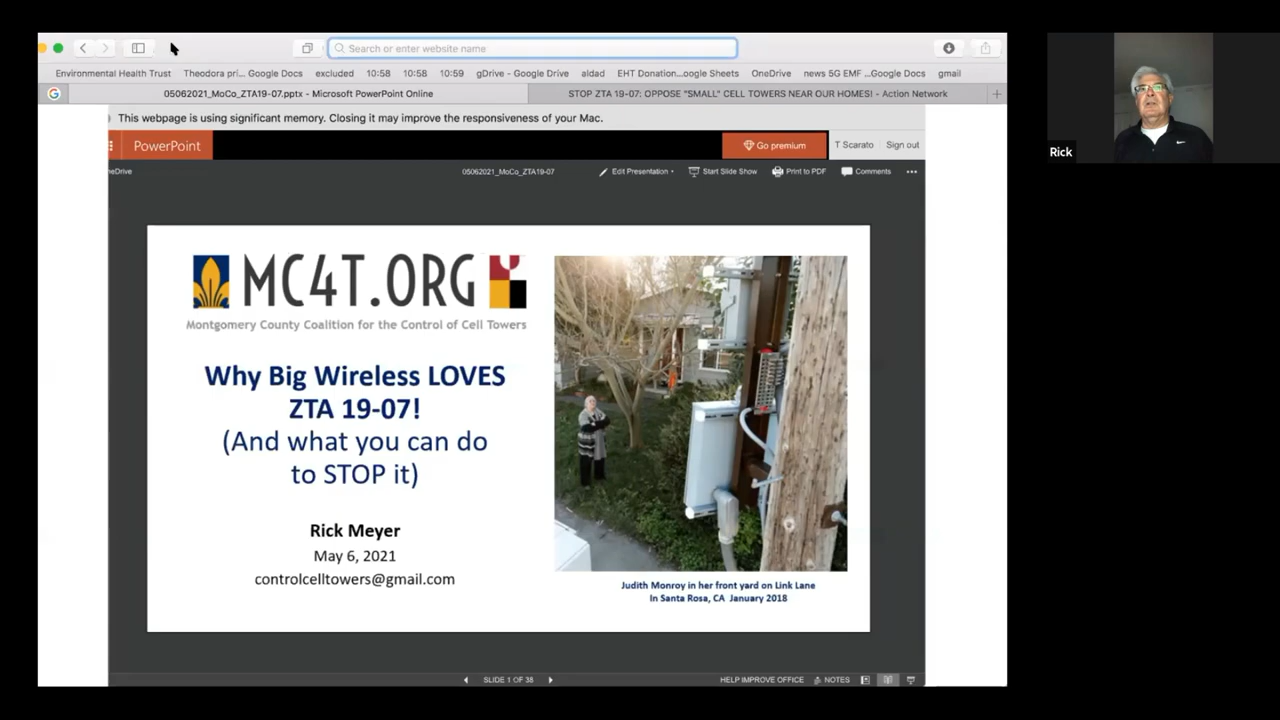 Search or enter website name
Environmental Health Trust
Theodora pri... Google Docs
excluded
10:58
10:58
10:59
gDrive - Google Drive
aldad
EHT Donation...oogle Sheets
OneDrive
news 5G EMF ...Google Docs
gmail
G
05062021_MoCo_ZTA19-07.pptx - Microsoft PowerPoint Online
STOP ZTA 19-07: OPPOSE "SMALL" CELL TOWERS NEAR OUR HOMES! - Action Network
This webpage is using significant memory. Closing it may improve the responsiveness of your Mac.
PowerPoint
Go premium
T Scarato
Sign out
neDrive
05062021_MoCo_ZTA19-07
Edit Presentation
Start Slide Show
Print to PDF
Comments
MC4T.ORG
Montgomery County Coalition for the Control of Cell Towers
Why Big Wireless LOVES
ZTA 19-07!
(And what you can do
to STOP it)
Rick Meyer
May 6, 2021
controlcelltowers@gmail.com
Judith Monroy in her front yard on Link Lane
In Santa Rosa, CA January 2018
SLIDE 1 OF 38
HELP IMPROVE OFFICE
NOTES
Rick